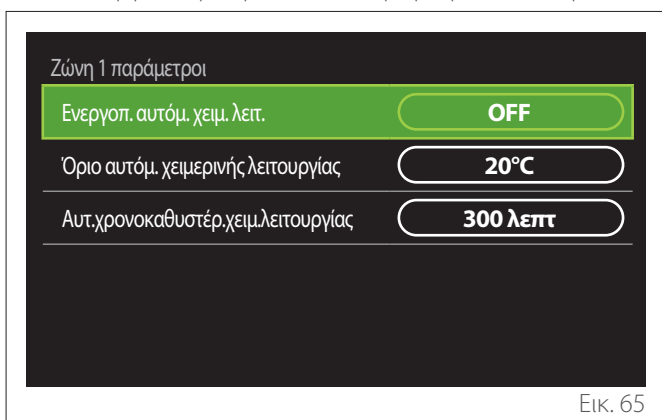 Ζώνη 1 παράμετροι
Ενεργοπ. αυτόμ. χειμ. λειτ. OFF
Όριο αυτόμ. χειμερινής λειτουργίας 20°C
Αυτ.χρονοκαθυστέρ.χειμ.λειτουργίας 300 λεπτ
Εικ. 65